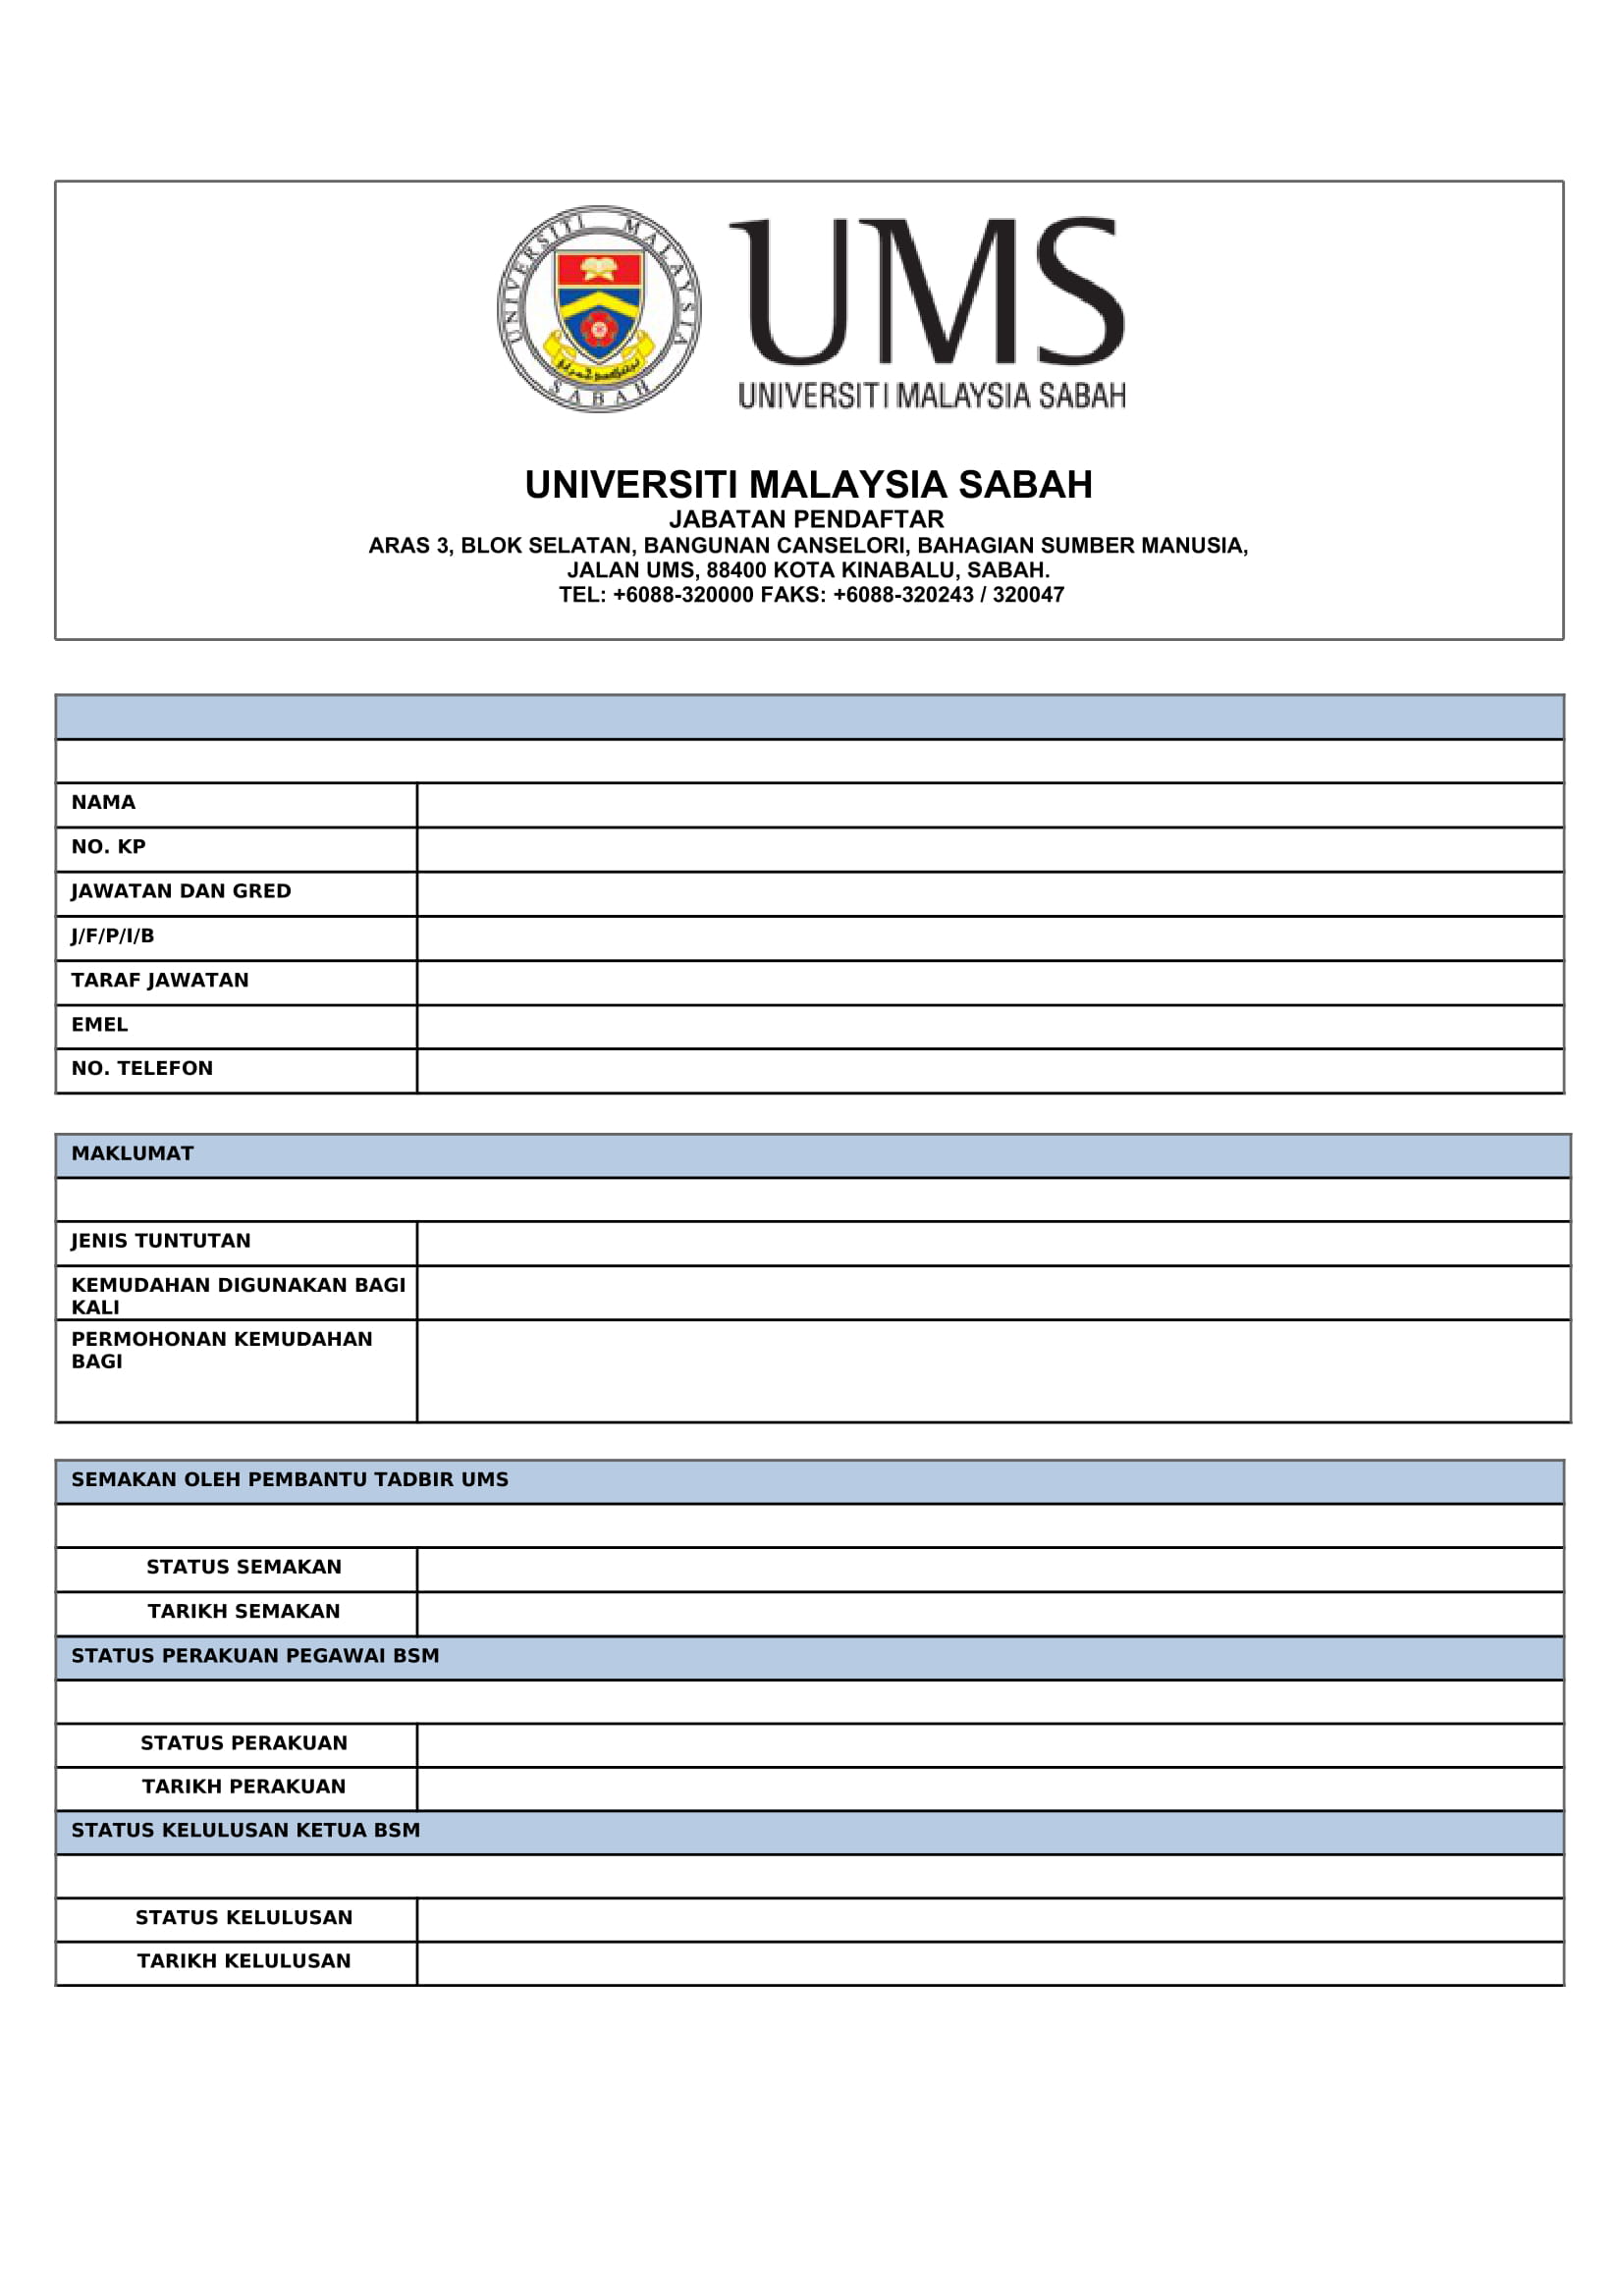 UNIVERSITI MALAYSIA SABAH
UMS
UNIVERSITI MALAYSIA SABAH
UNIVERSITI MALAYSIA SABAH
JABATAN PENDAFTAR
ARAS 3, BLOK SELATAN, BANGUNAN CANSELORI, BAHAGIAN SUMBER MANUSIA,
JALAN UMS, 88400 KOTA KINABALU, SABAH.
TEL: +6088-320000 FAKS: +6088-320243 / 320047
NAMA
NO. KP
JAWATAN DAN GRED
J/F/P/I/B
TARAF JAWATAN
EMEL
NO. TELEFON
MAKLUMAT
JENIS TUNTUTAN
KEMUDAHAN DIGUNAKAN BAGI
KALI
PERMOHONAN KEMUDAHAN
BAGI
SEMAKAN OLEH PEMBANTU TADBIR UMS
STATUS SEMAKAN
TARIKH SEMAKAN
STATUS PERAKUAN PEGAWAI BSM
STATUS PERAKUAN
TARIKH PERAKUAN
STATUS KELULUSAN KETUA BSM
STATUS KELULUSAN
TARIKH KELULUSAN